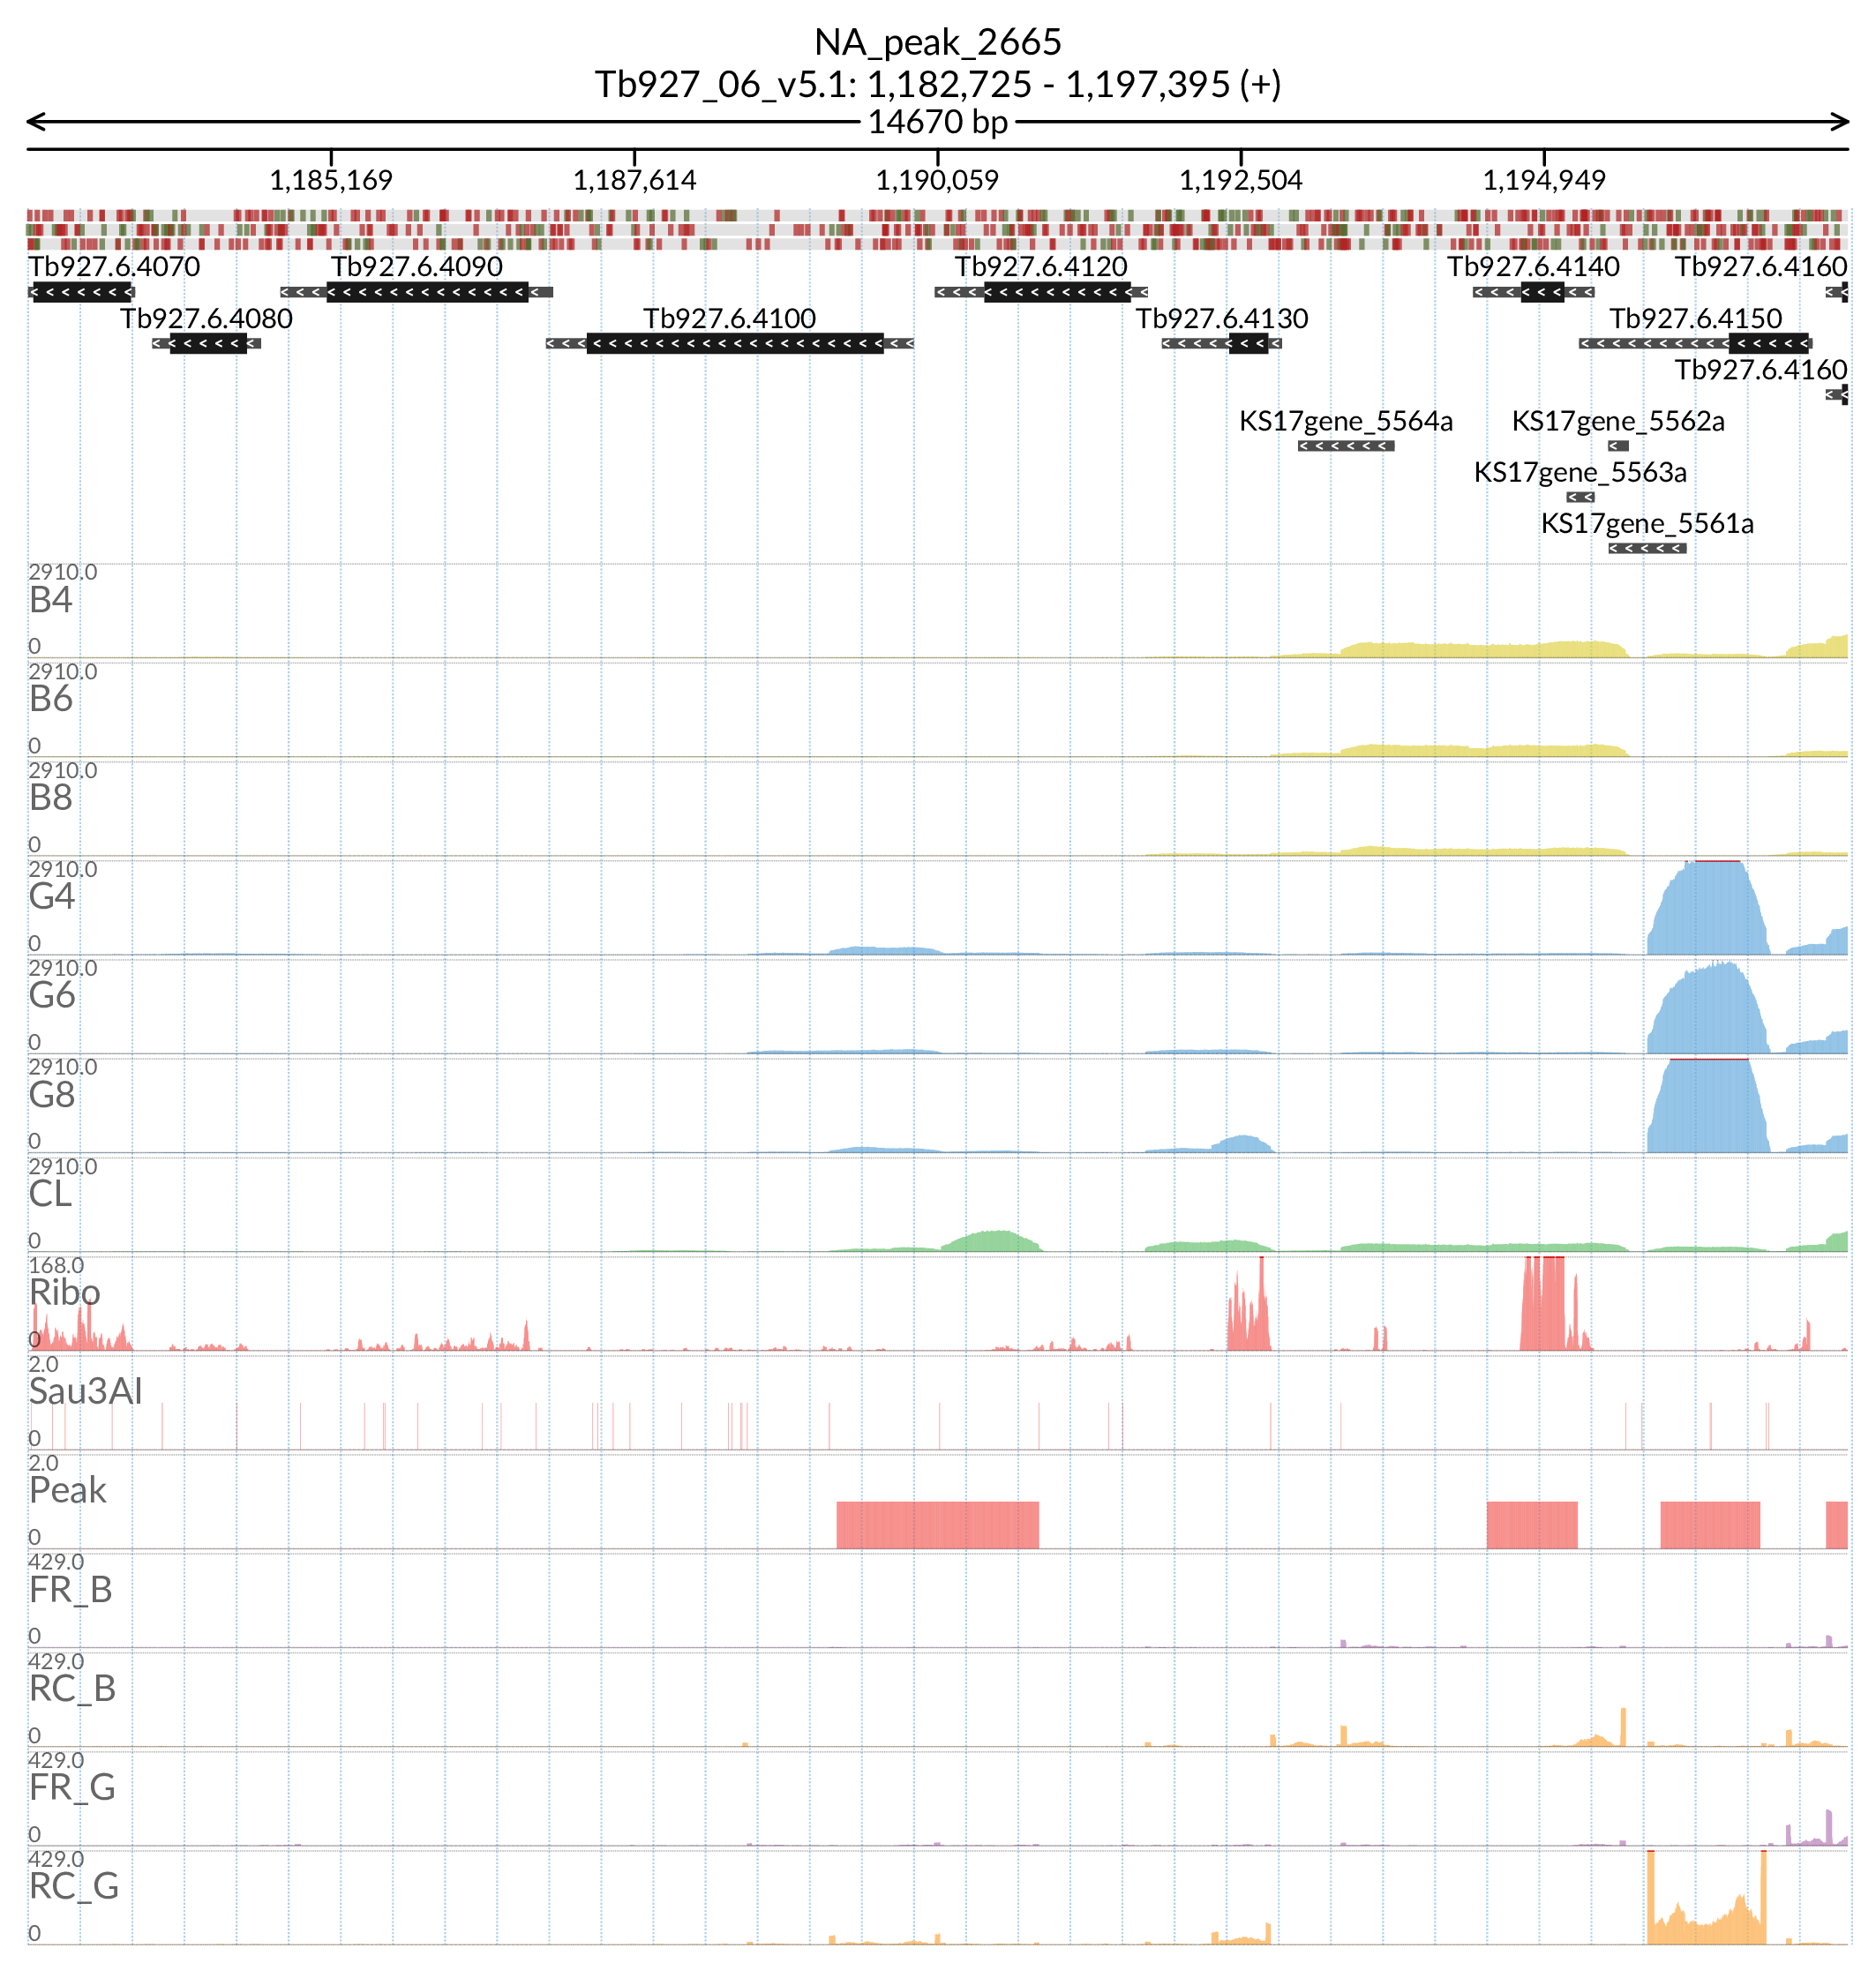 NA_peak_2665
Tb927_06_v5.1: 1,182,725 - 1,197,395 (+)
14670 bp
1,185,169 1,187,614 1,190,059 1,192,504 1,194,949
Tb927.6.4070 Tb927.6.4090 Tb927.6.4120 Tb927.6.4140 Tb927.6.4160
Tb927.6.4080 Tb927.6.4100 Tb927.6.4130 Tb927.6.4150
Tb927.6.4160
KS17gene_5564a KS17gene_5562a
KS17gene_5563a
KS17gene_5561a
2910.0
B4
0
2910.0
B6
0
2910.0
B8
0
2910.0
G4
0
2910.0
G6
0
2910.0
G8
0
2910.0
CL
0
168.0
Ribo
0
2.0
Sau3AI
0
2.0
Peak
0
429.0
FR_B
0
429.0
RC_B
0
429.0
FR_G
0
429.0
RC_G
0